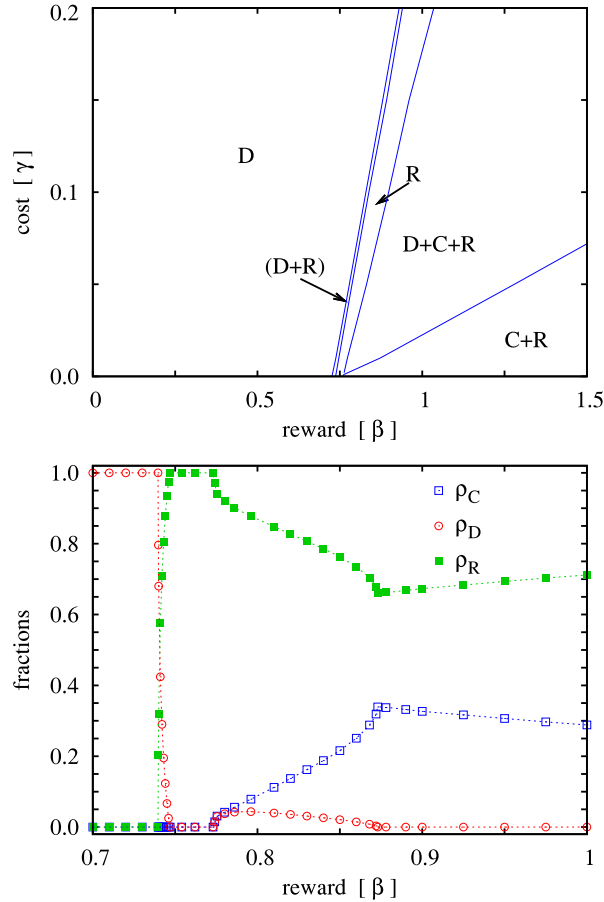 0.2
D
R
0.1
cost [ γ ]
D+C+R
(D+R)
C+R
0.0
0 0.5 1 1.5
reward [ β ]
1.0
ρC
ρD
0.8
ρR
0.6
fractions
0.4
0.2
0.0
0.7 0.8 0.9 1
reward [ β ]